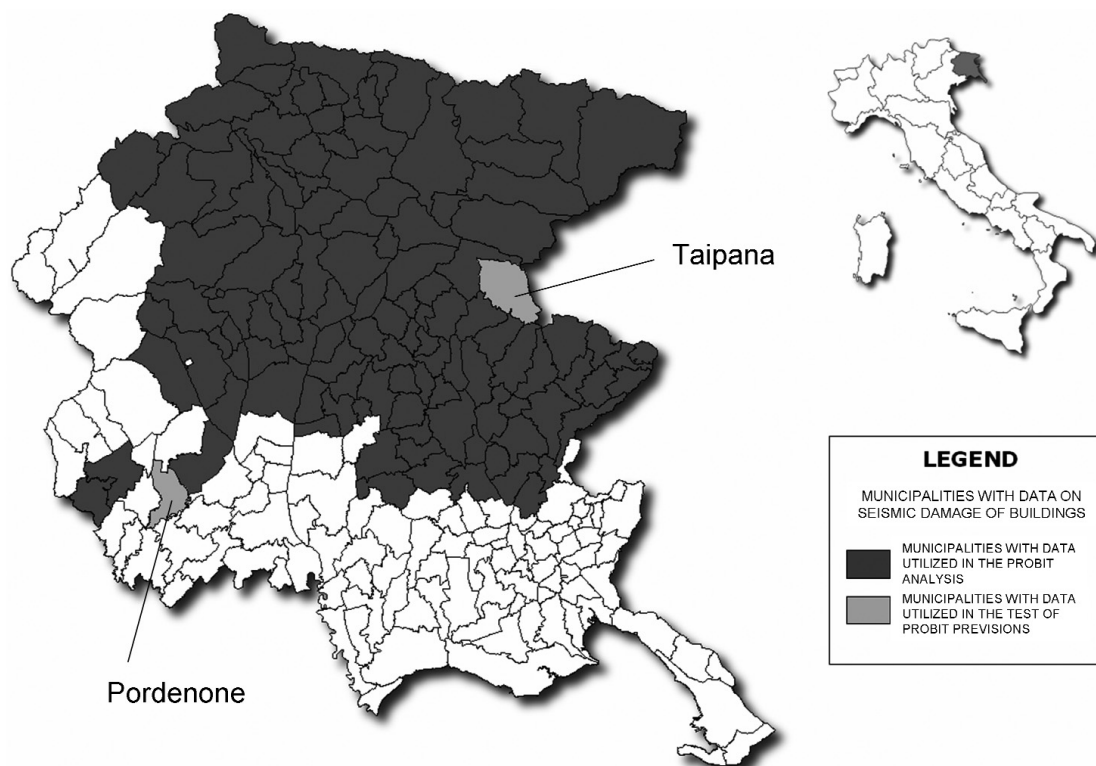 Taipana
Pordenone
LEGEND
MUNICIPALITIES WITH DATA ON
SEISMIC DAMAGE OF BUILDINGS
MUNICIPALITIES WITH DATA
UTILIZED IN THE PROBIT
ANALYSIS
MUNICIPALITIES WITH DATA
UTILIZED IN THE TEST OF
PROBIT PREVISIONS